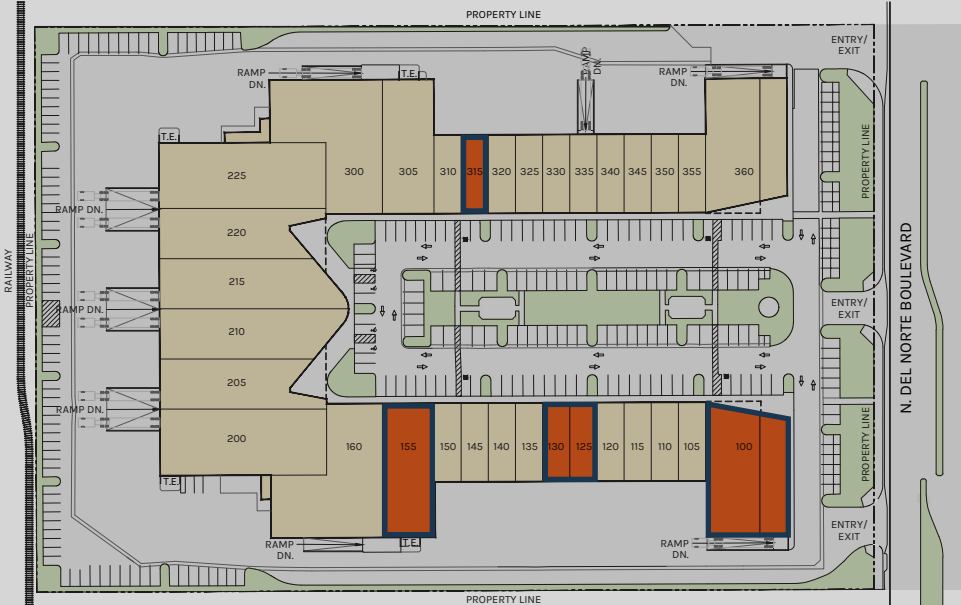 PROPERTY LINE
ENTRY/
EXIT
RAMP
DN.
T.E.
RAMP
DN.
RAMP
DN.
T.E.
225
300
305
310
315
320
325
330
335
340
345
350
355
360
PROPERTY LINE
RAMP DN.
220
RAILWAY
PROPERTY LINE
215
RAMP DN.
210
ENTRY/
EXIT
N. DEL NORTE BOULEVARD
205
RAMP DN.
200
160
155
150
145
140
135
130
125
120
115
110
105
100
PROPERTY LINE
T.E.
ENTRY/
EXIT
RAMP
DN.
T.E.
RAMP
DN.
PROPERTY LINE